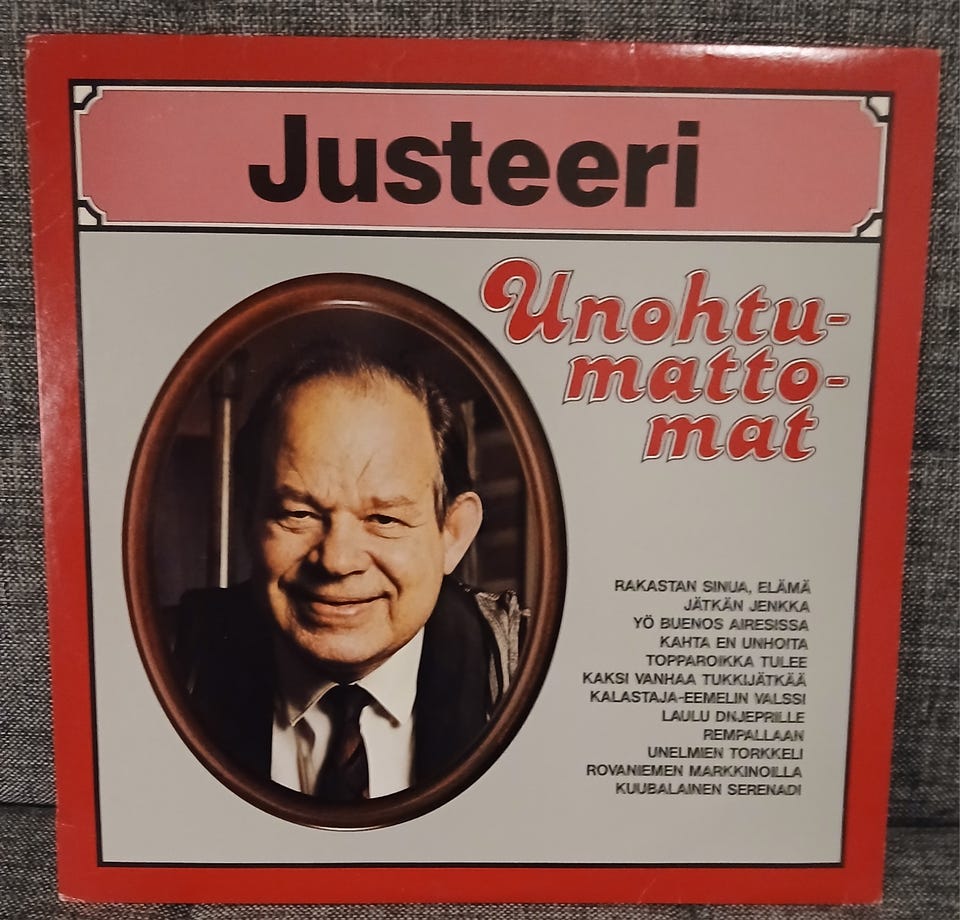 Justeeri
Unohtu-
matto-
mat
RAKASTAN SINUA, ELÄMÄ
JÄTKÄN JENKKA
YÖ BUENOS AIRESISSA
KAHTA EN UNHOITA
TOPPAROIKKA TULEE
KAKSI VANHAA TUKKIJÄTKÄÄ
KALASTAJA-EEMELIN VALSSI
LAULU DNJEPRILLE
REMPALLAAN
UNELMIEN TORKKELI
ROVANIEMEN MARKKINOILLA
KUUBALAINEN SERENADI